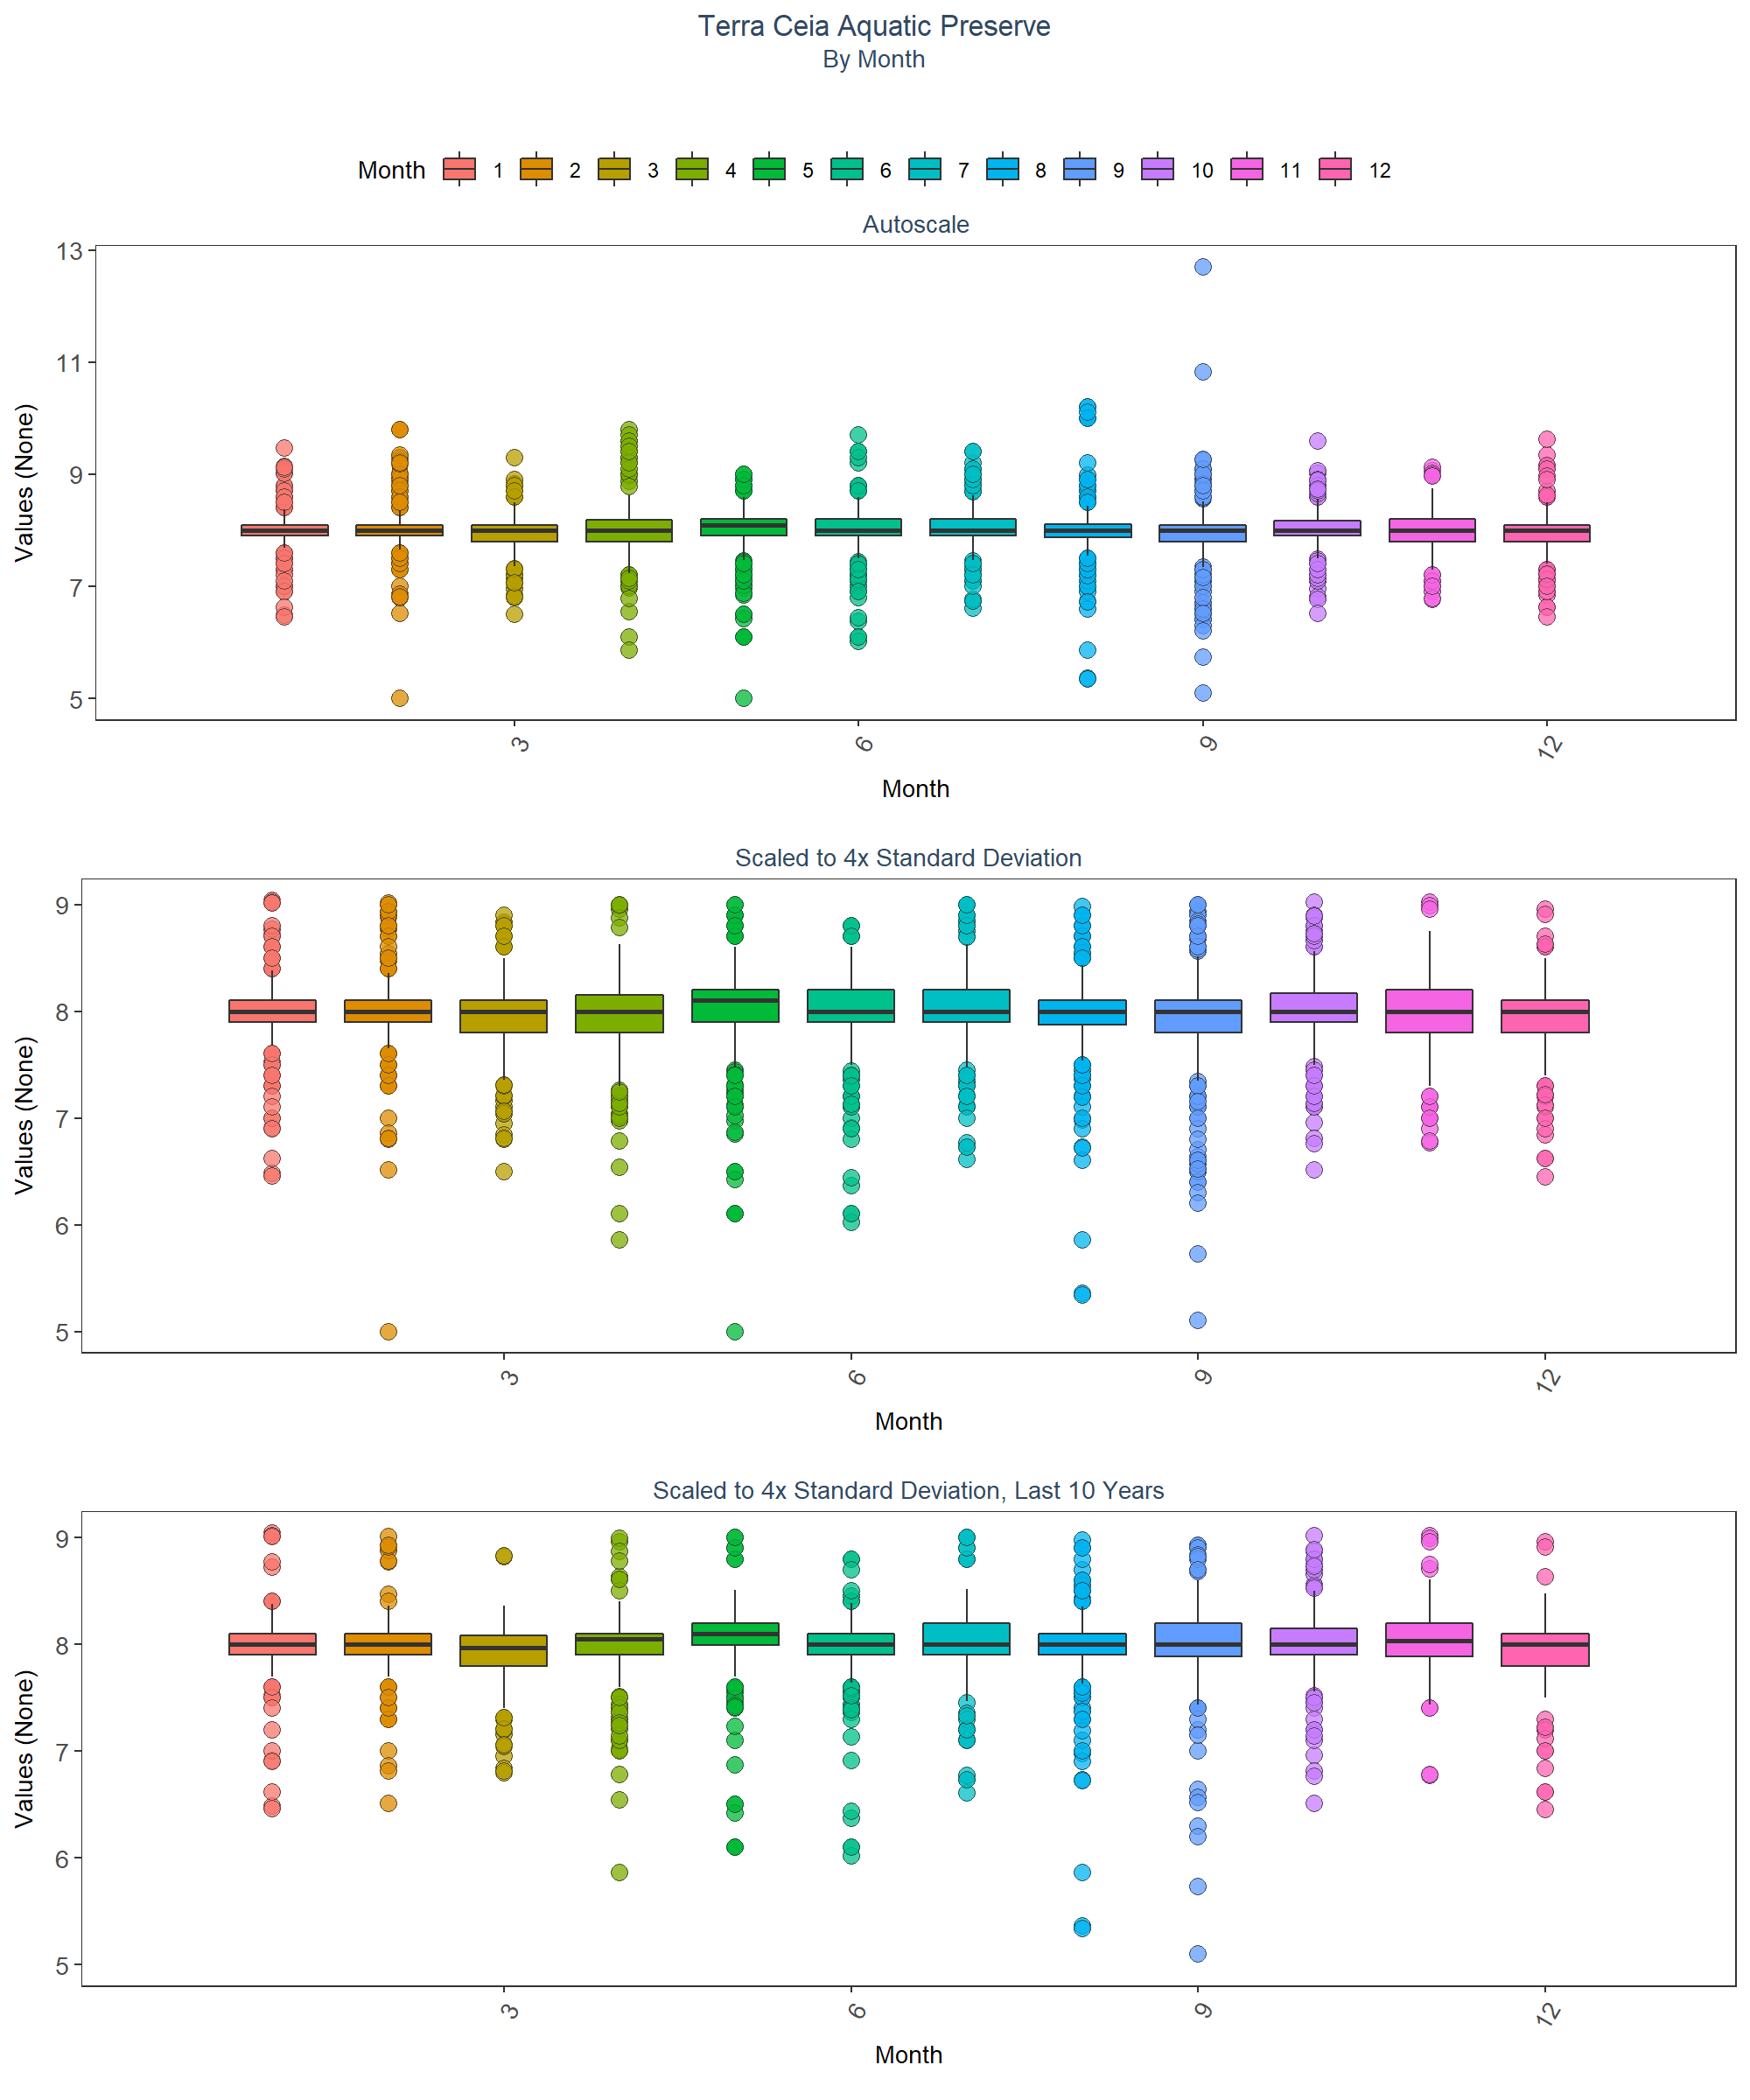 Terra Ceia Aquatic Preserve
By Month
Month 1 2 3 4 5 6 7 8 9 10 11 12
Autoscale
13
11
9
7
5
Values (None)
3 6 9 12
Month
Scaled to 4x Standard Deviation
9
8
7
6
5
Values (None)
3 6 9 12
Month
Scaled to 4x Standard Deviation, Last 10 Years
9
8
7
6
5
Values (None)
3 6 9 12
Month